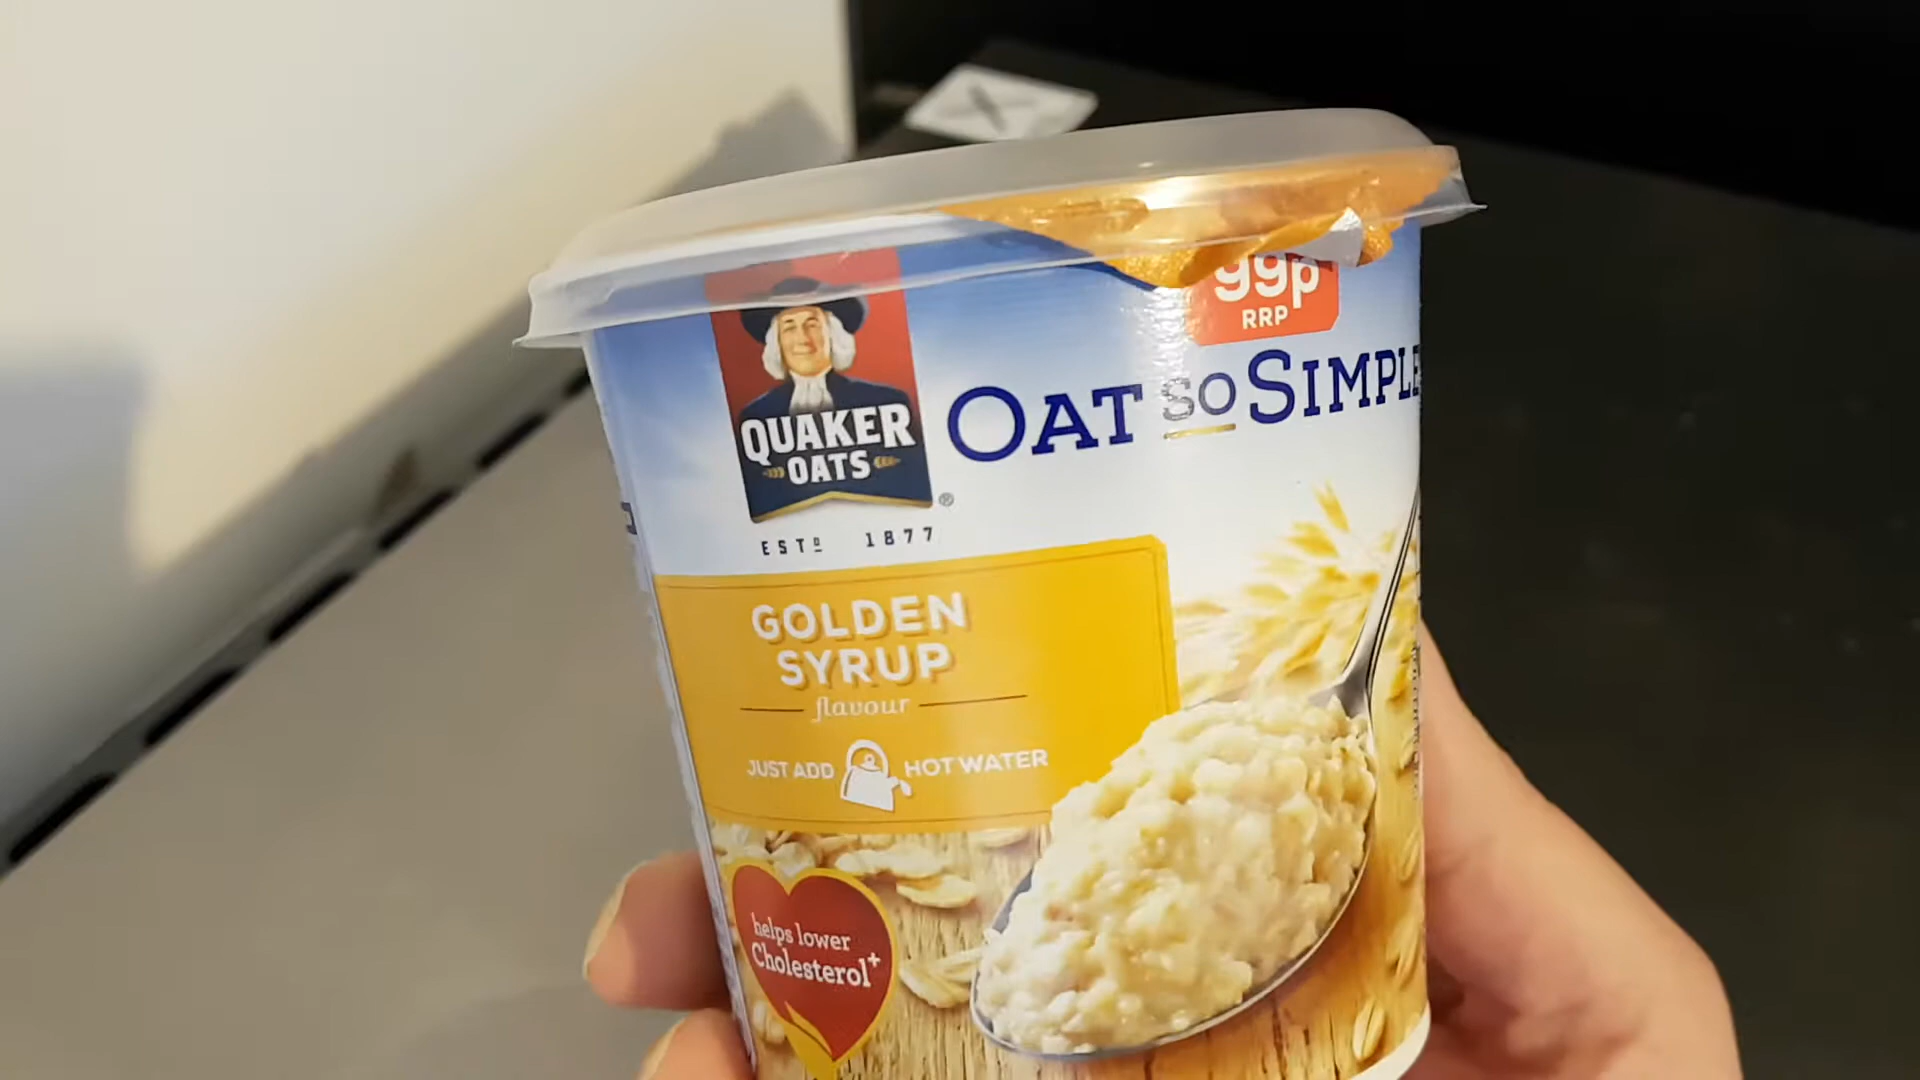 99p
RRP
QUAKER
OATS
®
OAT SO SIMPLE
ESTD 1877
GOLDEN
SYRUP
flavour
JUST ADD HOT WATER
helps lower
Cholesterol+